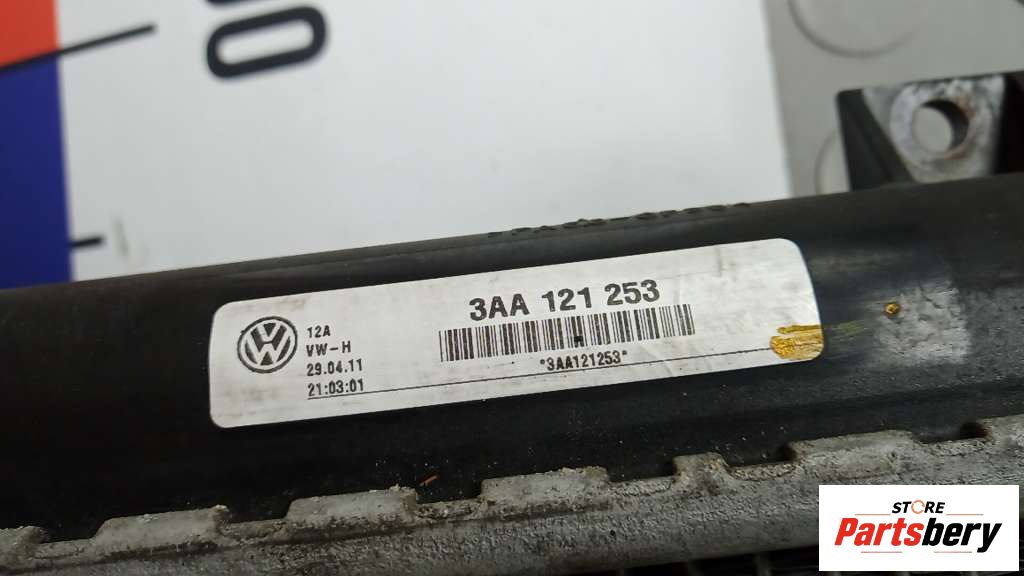 3AA 121 253
12A
VW-H
29.04.11
21:03:01
*3AA121253*
STORE
Partsbery